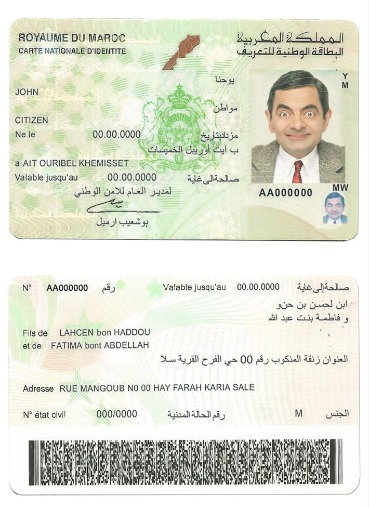 ROYAUME DU MAROC
المملكة المغربية
CARTE NATIONALE D'IDENTITE
البطاقة الوطنية للتعريف
يوحنا
JOHN
مواطن
CITIZEN
Ne le 00.00.0000 مزداد بتاريخ
ب أيت أوريبل الخميسات
a AIT OURIBEL KHEMISSET
Valable jusqu'au 00.00.0000 صالحة إلى غاية
لمدير العام للامن الوطني
بوشعيب ارميل
Y
M
AA000000
MW
N° AA000000 رقم
Valable jusqu'au 00.00.0000 صالحة إلى غاية
ابن لحسن بن حدو
و فاطمة بنت عبد الله
Fils de LAHCEN bon HADDOU
et de FATIMA bont ABDELLAH
العنوان زنقة المنكوب رقم 00 حي الفرح القرية سلا
Adresse RUE MANGOUB N0 00 HAY FARAH KARIA SALE
N° état civil 000/0000 رقم الحالة المدنية
M الجنس